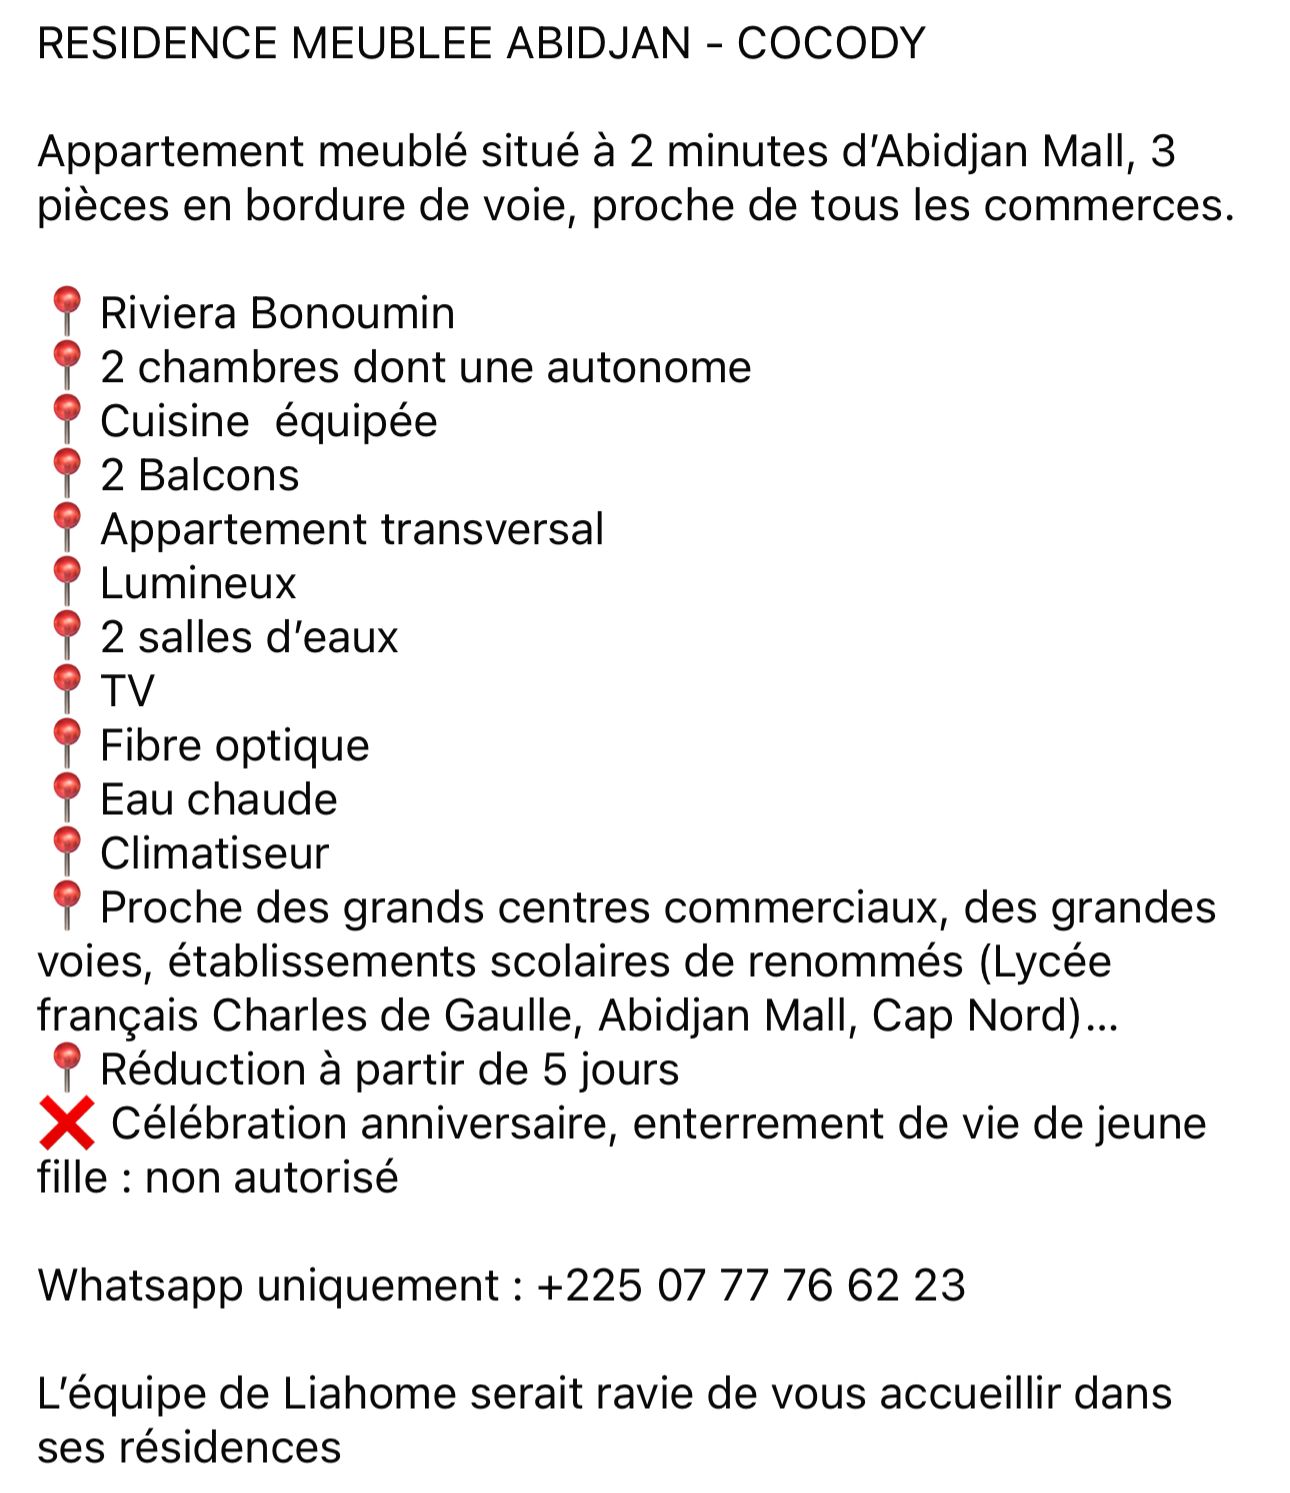 RESIDENCE MEUBLEE ABIDJAN - COCODY
Appartement meublé situé à 2 minutes d’Abidjan Mall, 3
pièces en bordure de voie, proche de tous les commerces.
📍 Riviera Bonoumin
📍 2 chambres dont une autonome
📍 Cuisine  équipée
📍 2 Balcons
📍 Appartement transversal
📍 Lumineux
📍 2 salles d’eaux
📍 TV
📍 Fibre optique
📍 Eau chaude
📍 Climatiseur
📍 Proche des grands centres commerciaux, des grandes
voies, établissements scolaires de renommés (Lycée
français Charles de Gaulle, Abidjan Mall, Cap Nord)...
📍 Réduction à partir de 5 jours
❌ Célébration anniversaire, enterrement de vie de jeune
fille : non autorisé
Whatsapp uniquement : +225 07 77 76 62 23
L’équipe de Liahome serait ravie de vous accueillir dans
ses résidences